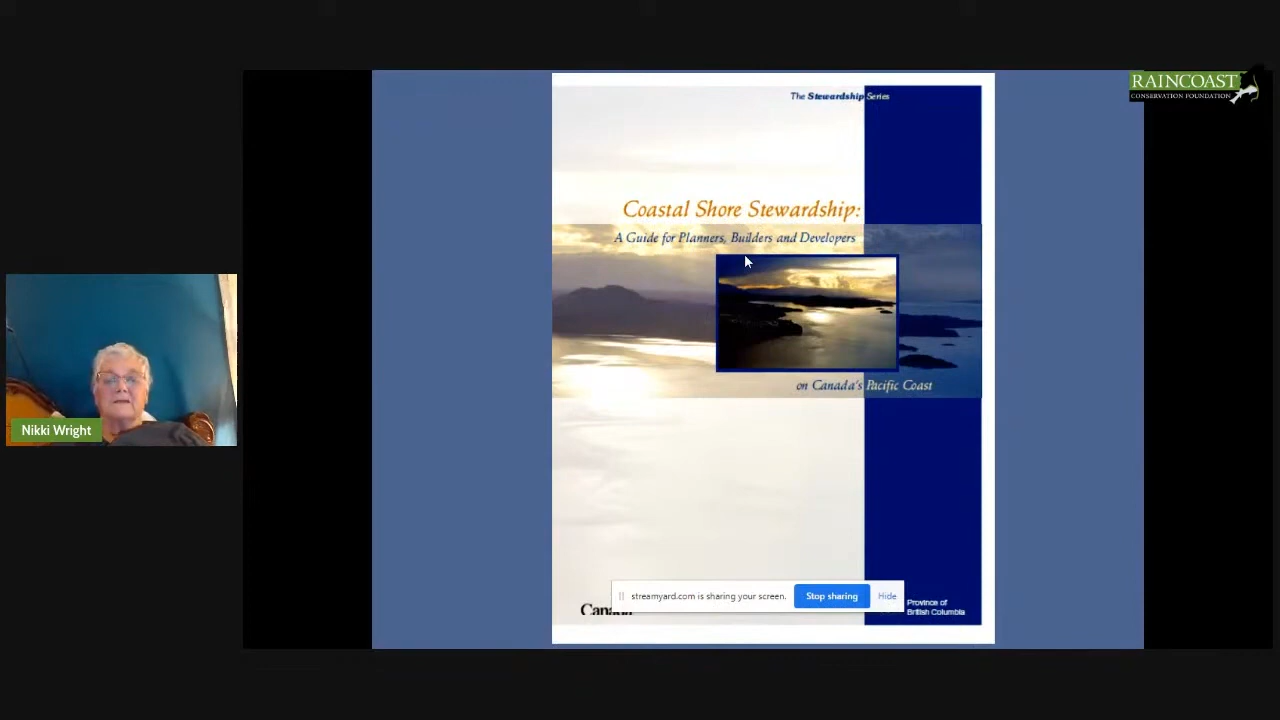 RAINCOAST
CONSERVATION FOUNDATION
The Stewardship Series
Coastal Shore Stewardship:
A Guide for Planners, Builders and Developers
on Canada's Pacific Coast
Nikki Wright
streamyard.com is sharing your screen.
Stop sharing
Hide
Canada
Province of
British Columbia